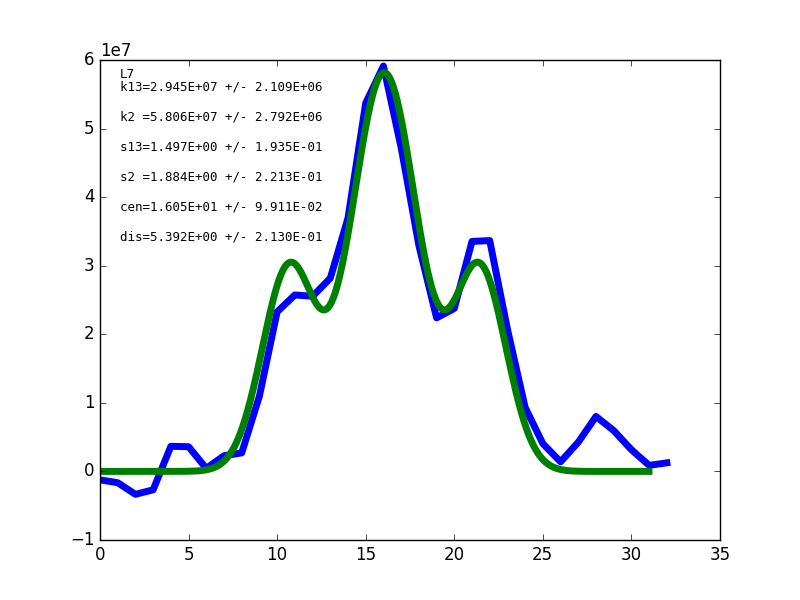 1e7
L7
k13=2.945E+07 +/- 2.109E+06
k2 =5.806E+07 +/- 2.792E+06
s13=1.497E+00 +/- 1.935E-01
s2 =1.884E+00 +/- 2.213E-01
cen=1.605E+01 +/- 9.911E-02
dis=5.392E+00 +/- 2.130E-01
6
5
4
3
2
1
0
−1
0 5 10 15 20 25 30 35